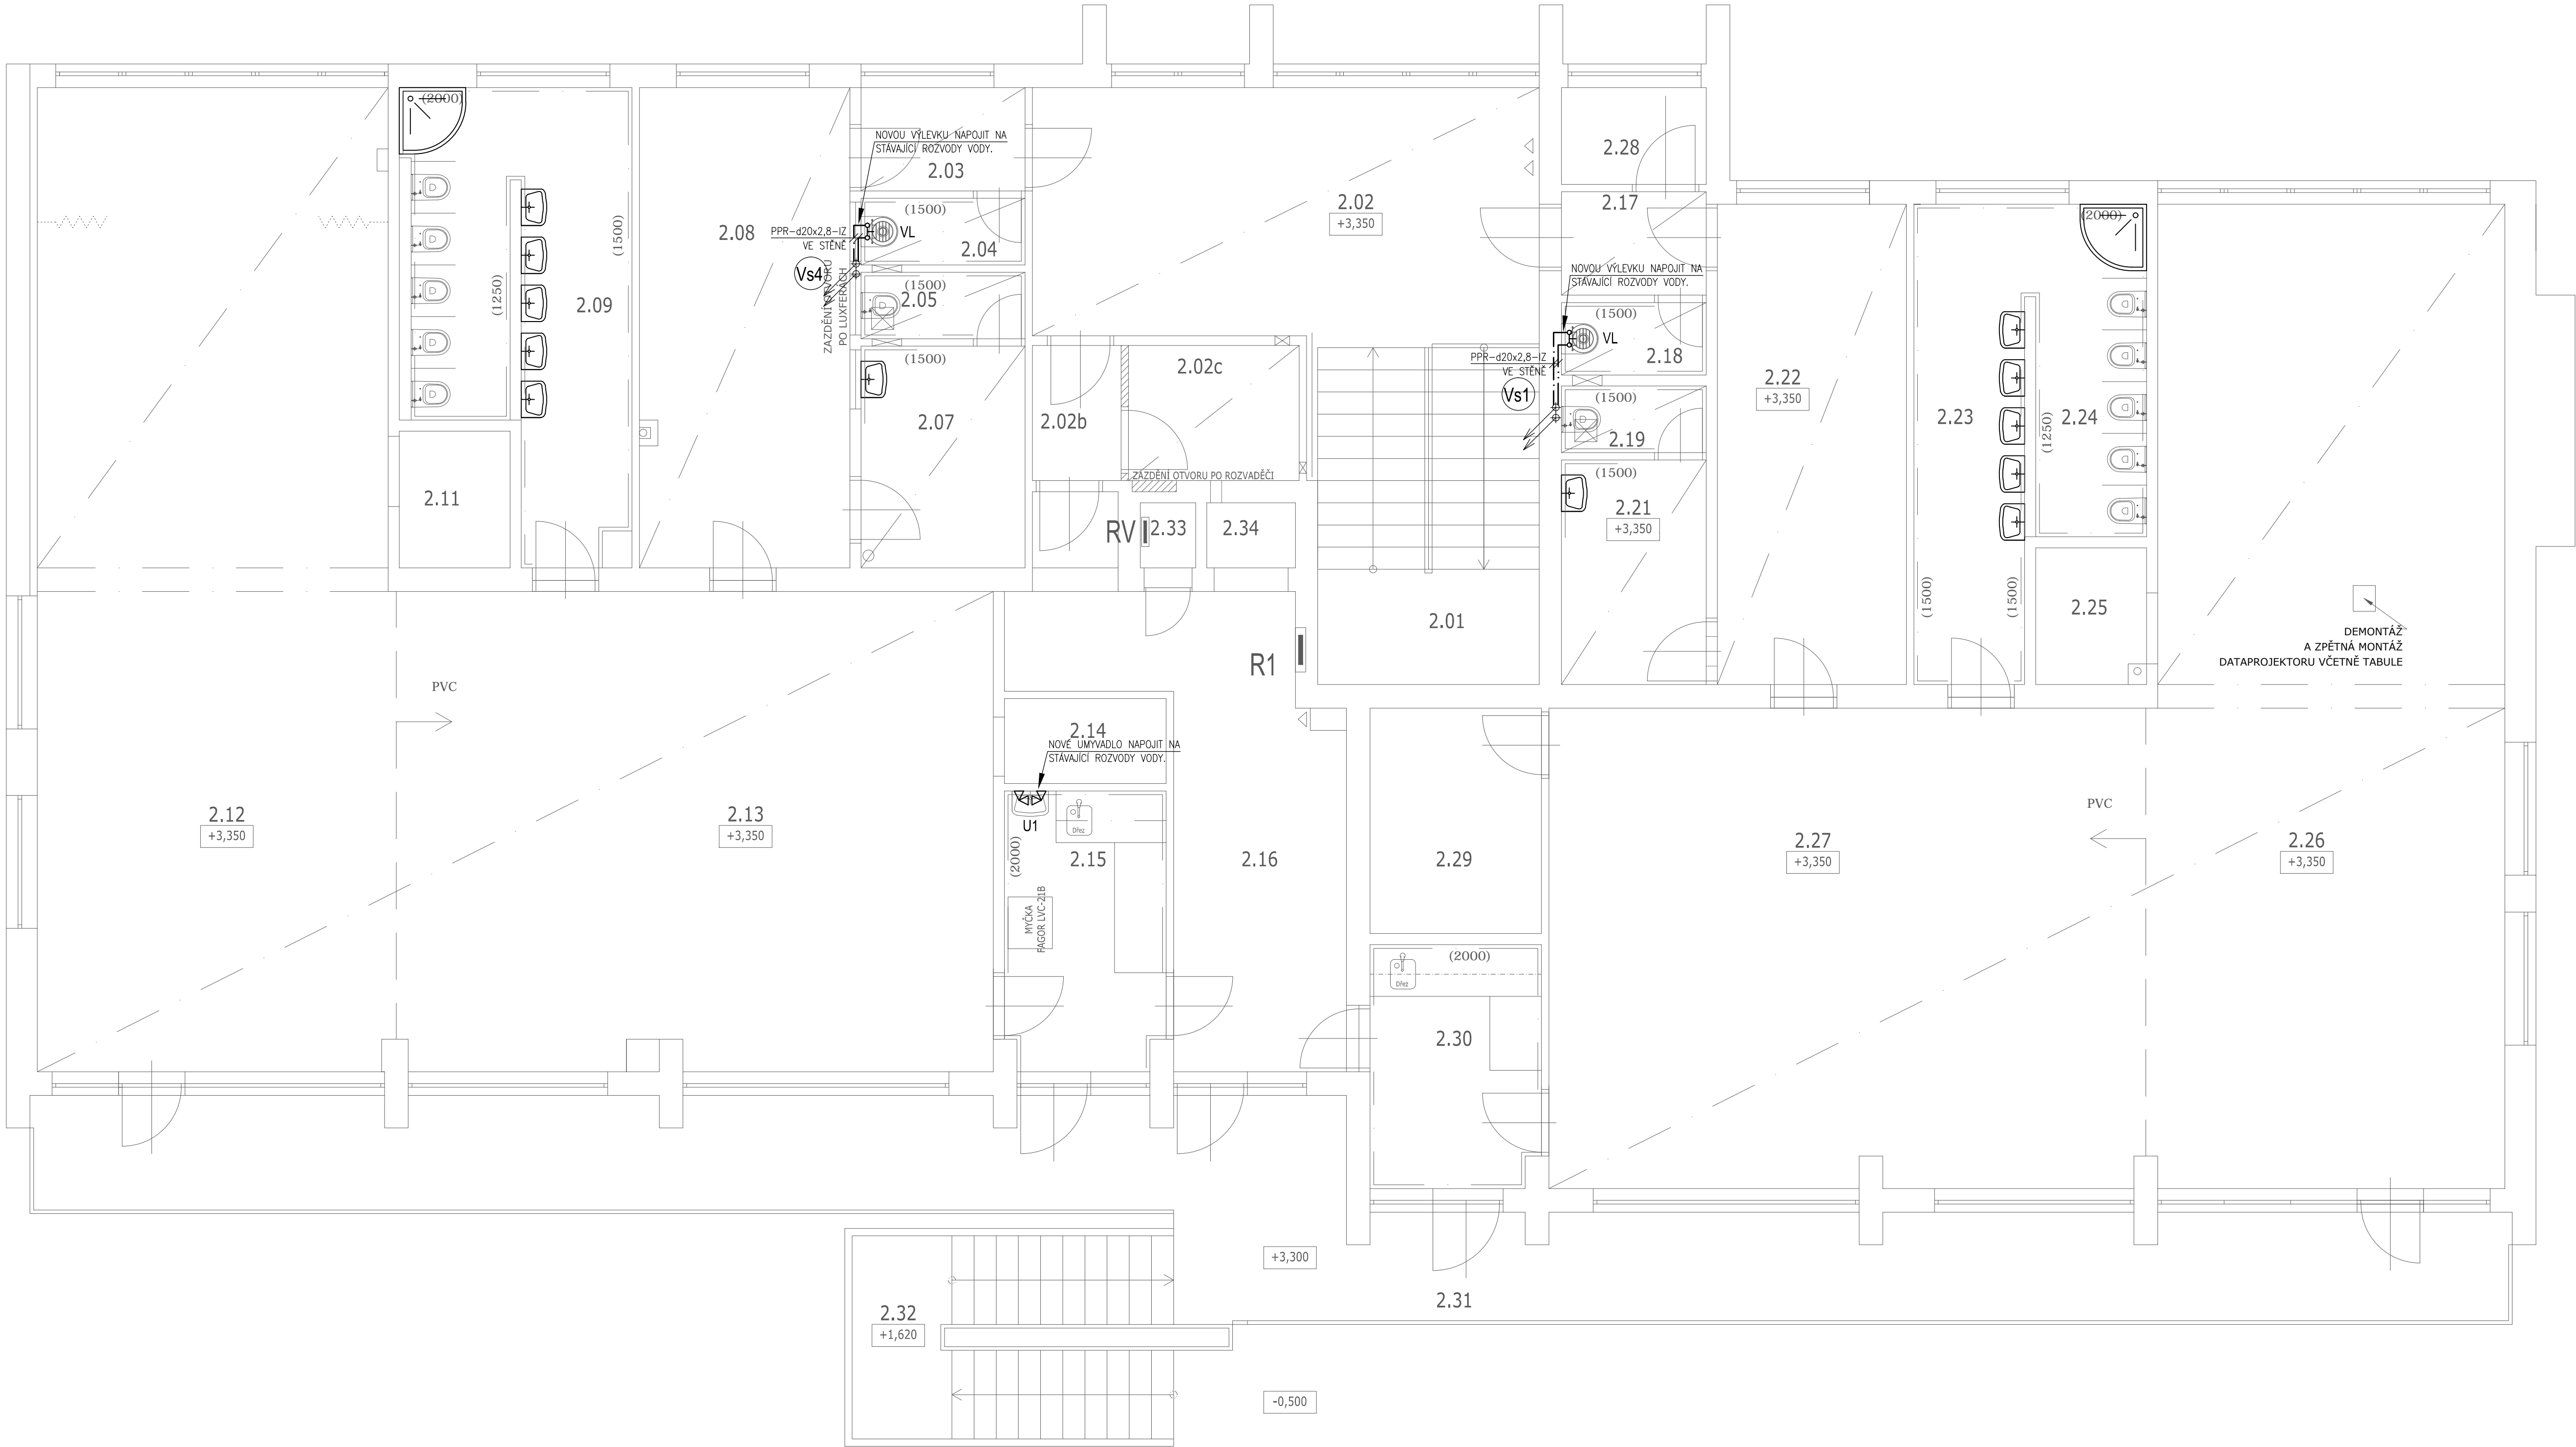 (2000)
NOVOU VÝLEVKU NAPOJIT NA
STÁVAJÍCÍ ROZVODY VODY.
2.03
2.28
2.02
+3,350
2.17
(2000)
(1500)
2.08
PPR-d20x2,8-IZ
VE STĚNĚ
VL
2.04
(1500)
Vs4
ZAZDĚNÍ OTVORU
PO LUXFERÁCH
(1500)
2.05
(1250)
2.09
(1500)
2.07
2.02c
2.02b
NOVOU VÝLEVKU NAPOJIT NA
STÁVAJÍCÍ ROZVODY VODY.
(1500)
VL
2.18
PPR-d20x2,8-IZ
VE STĚNĚ
Vs1
(1500)
2.19
(1500)
2.22
+3,350
2.23
2.24
(1250)
2.11
ZAZDĚNÍ OTVORU PO ROZVADĚČI
RV
2.33
2.34
2.21
+3,350
2.01
(1500)
(1500)
2.25
DEMONTÁŽ
A ZPĚTNÁ MONTÁŽ
DATAPROJEKTORU VČETNĚ TABULE
R1
PVC
2.14
NOVÉ UMYVADLO NAPOJIT NA
STÁVAJÍCÍ ROZVODY VODY.
2.12
+3,350
2.13
+3,350
U1
Dřez
(2000)
2.15
MYČKA
FAGOR LVC-21B
2.16
2.29
PVC
2.27
+3,350
2.26
+3,350
(2000)
Dřez
2.30
+3,300
2.31
2.32
+1,620
-0,500